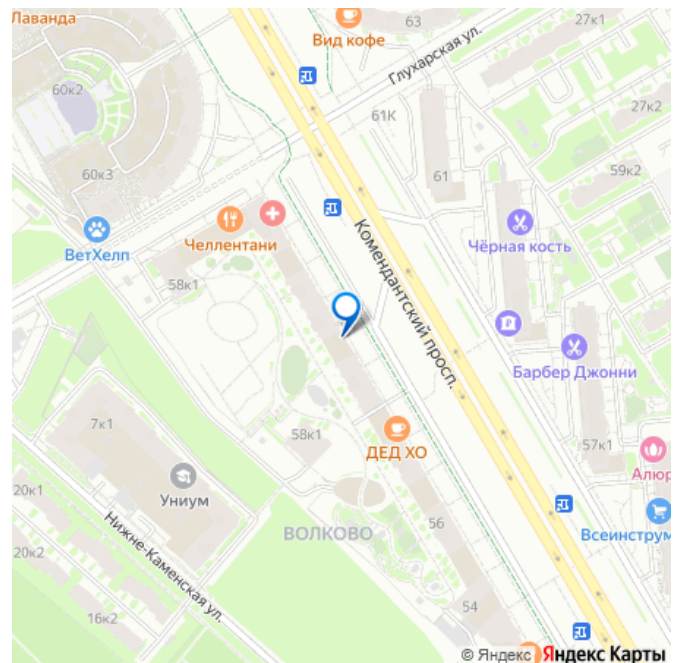 Лаванда
63
27к1
Вид кофе
Глухарская ул.
60к2
61К
27к2
60к3
61
59к2
Челлентани
Чёрная кость
ВетХелп
58к1
Комендантский просп.
Барбер Джонни
7к1
58к1
ДЕД ХО
57к1
Униум
Алюр
20к1
56
Нижне-Каменская ул.
ВОЛКОВО
Всеинструм
20к2
16к2
54
© Яндекс Яндекс Карты